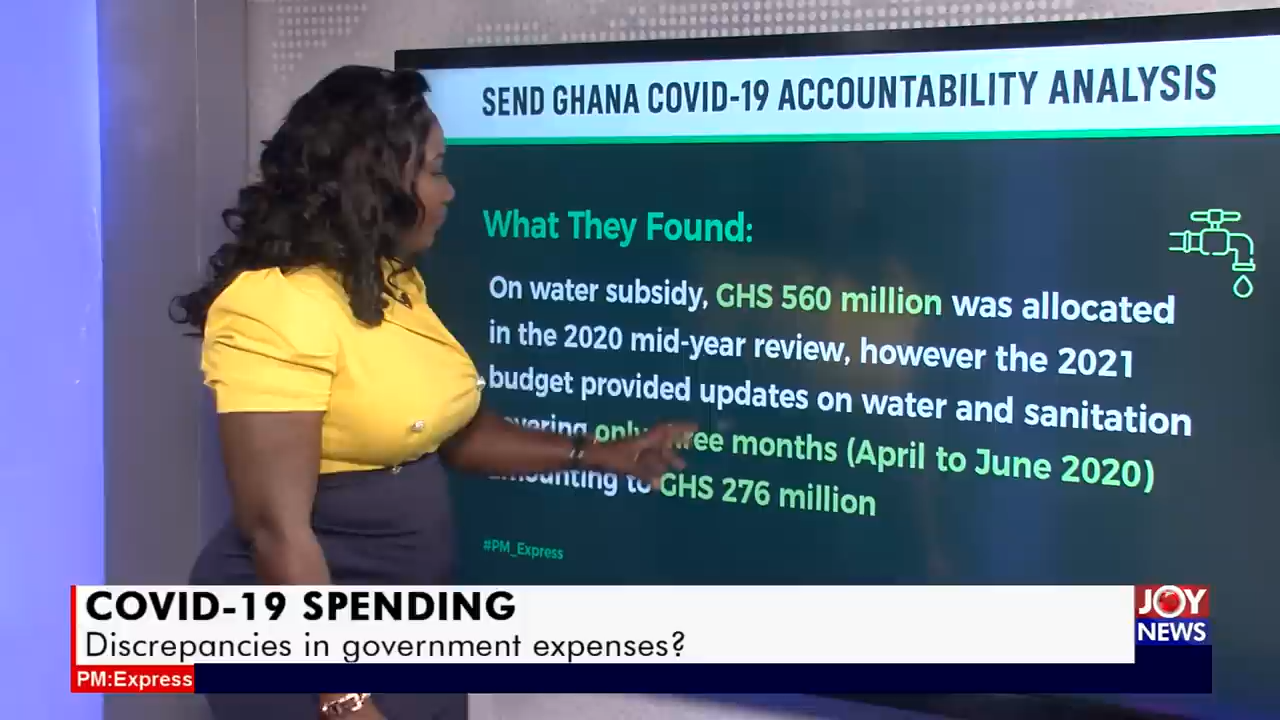 SEND GHANA COVID-19 ACCOUNTABILITY ANALYSIS
What They Found:
On water subsidy, GHS 560 million was allocated
in the 2020 mid-year review, however the 2021
budget provided updates on water and sanitation
months (April to June 2020)
to GHS 276 million
#PM_Express
COVID-19 SPENDING
Discrepancies in government expenses?
JOY
NEWS
PM:Express